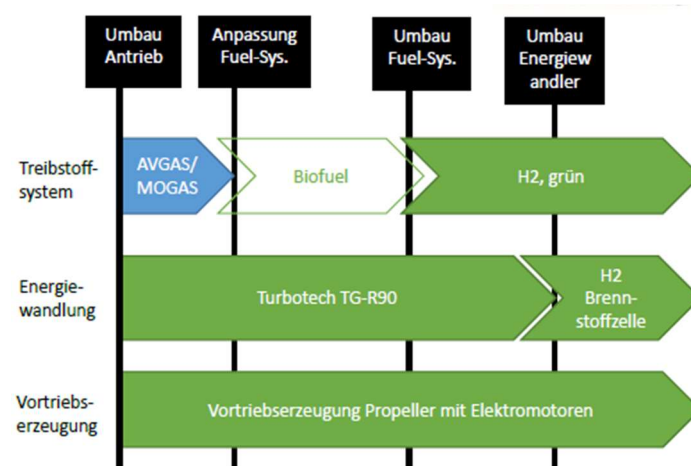 Umbau
Antrieb
Anpassung
Fuel-Sys.
Umbau
Fuel-Sys.
Umbau
Energiew
andler
Treibstoff-
system
AVGAS/
MOGAS
Biofuel
H2, grün
Energie-
wandlung
Turbotech TG-R90
H2
Brenn-
stoffzelle
Vortriebs-
erzeugung
Vortriebserzeugung Propeller mit Elektromotoren